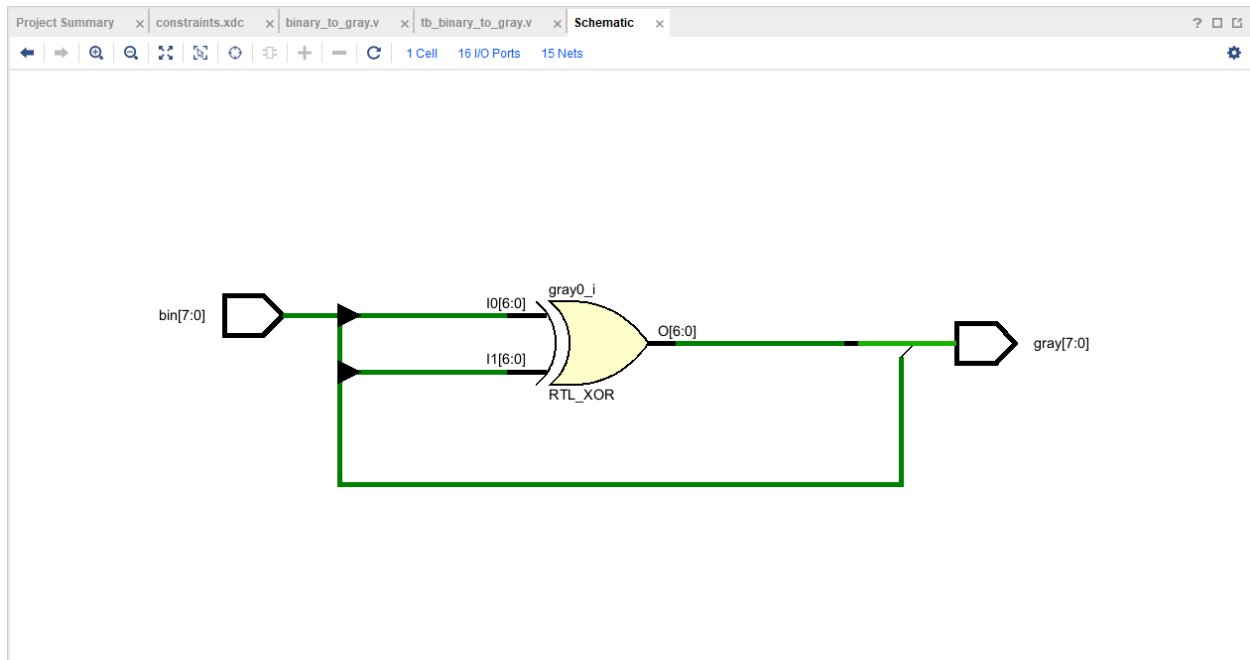 Project Summary × constraints.xdc × binary_to_gray.v × tb_binary_to_gray.v × Schematic × ?
1 Cell 16 I/O Ports 15 Nets
gray0_i
I0[6:0]
bin[7:0]
O[6:0]
gray[7:0]
I1[6:0]
RTL_XOR